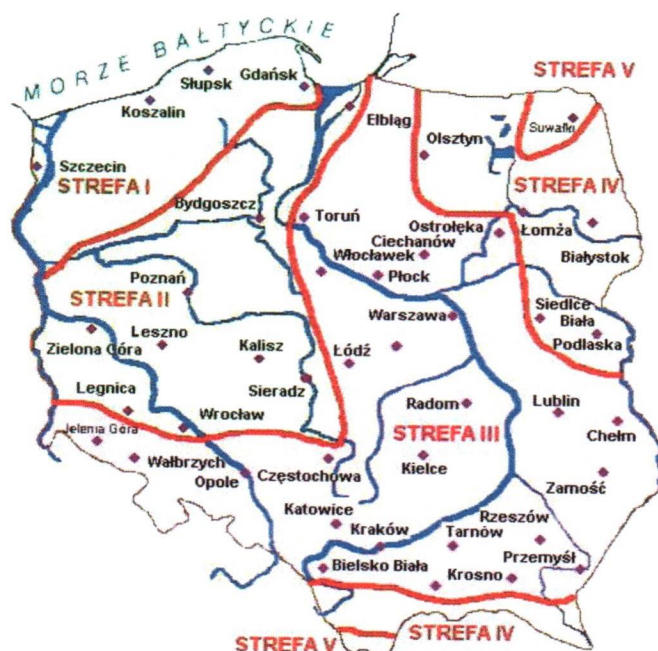 MORZE BAŁTYCKIE
STREFA V
Słupsk
Gdańsk
Koszalin
Elbląg
Olsztyn
Suwałki
Szczecin
STREFA I
STREFA IV
Bydgoszcz
Toruń
Ostrołęka
Łomża
Ciechanów
Włocławek
Białystok
Płock
Poznań
STREFA II
Siedlce
Biała
Podlaska
Warszawa
Leszno
Zielona Góra
Kalisz
Łódź
Sieradz
Legnica
Wrocław
Radom
Lublin
Jelenia Góra
STREFA III
Chełm
Wałbrzych
Opole
Częstochowa
Kielce
Zamość
Katowice
Rzeszów
Kraków
Tarnów
Przemyśl
Bielsko Biała
Krosno
STREFA V
STREFA IV